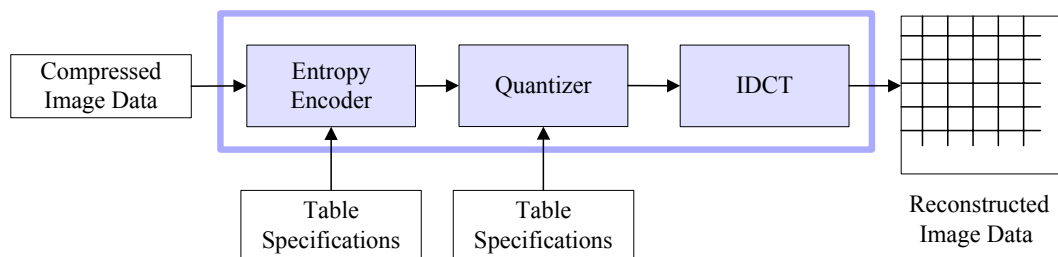 Compressed
Image Data
Entropy
Encoder
Quantizer
IDCT
Table
Specifications
Table
Specifications
Reconstructed
Image Data